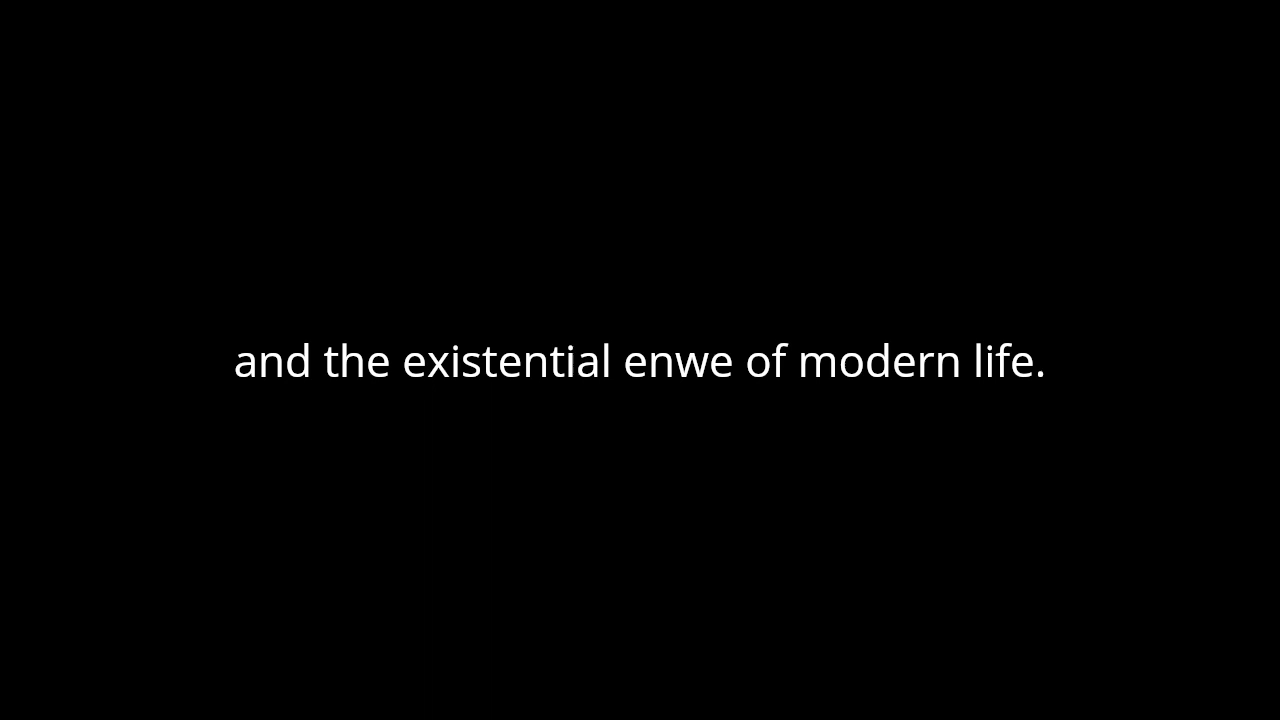 and the existential enwe of modern life.